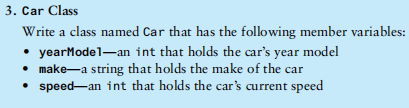 3. Car Class
Write a class named Car that has the following member variables:
• yearModel—an int that holds the car's year model
• make—a string that holds the make of the car
• speed—an int that holds the car's current speed